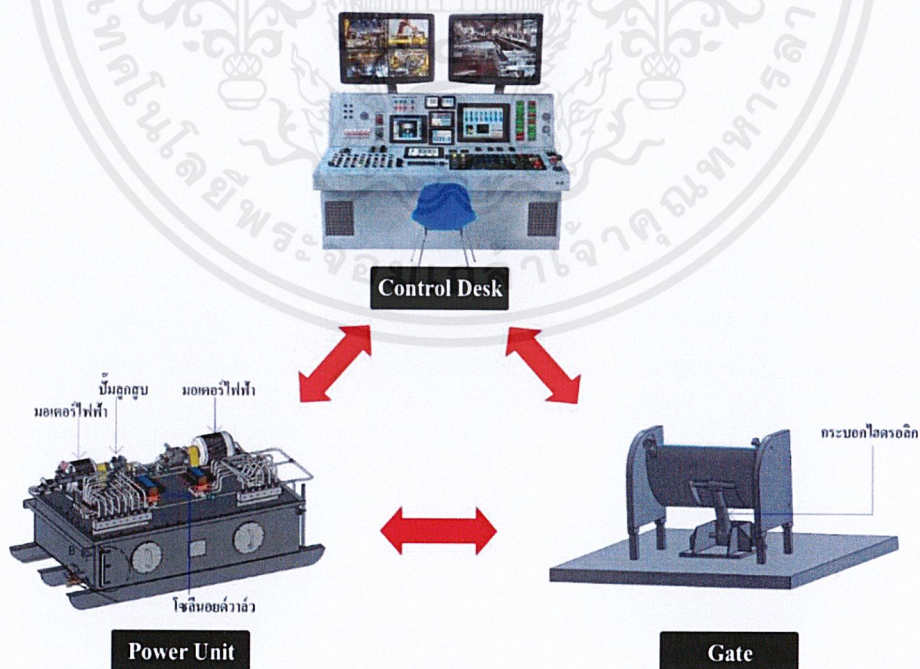 Control Desk
ปั๊มลูกสูบ
มอเตอร์ไฟฟ้า
มอเตอร์ไฟฟ้า
กระบอกไฮดรอลิก
โซลินอยด์วาล์ว
Power Unit
Gate